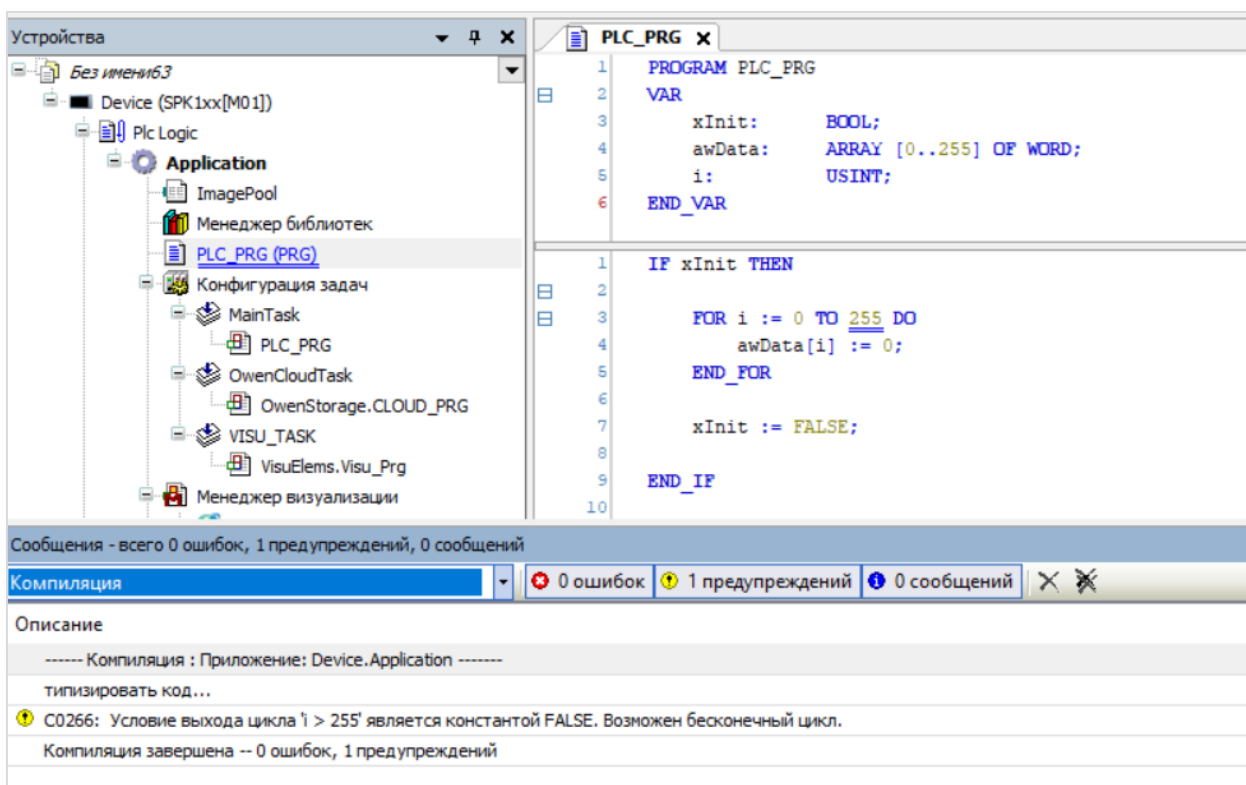 Устройства
Без имени63
Device (SPK1xx[M01])
Plc Logic
Application
ImagePool
Менеджер библиотек
PLC_PRG (PRG)
Конфигурация задач
MainTask
PLC_PRG
OwenCloudTask
OwenStorage.CLOUD_PRG
VISU_TASK
VisuElems.Visu_Prg
Менеджер визуализации
PLC_PRG
1 PROGRAM PLC_PRG
2 VAR
3 xInit: BOOL;
4 awData: ARRAY [0..255] OF WORD;
5 i: USINT;
6 END_VAR
1 IF xInit THEN
2
3 FOR i := 0 TO 255 DO
4 awData[i] := 0;
5 END_FOR
6
7 xInit := FALSE;
8
9 END_IF
10
Сообщения - всего 0 ошибок, 1 предупреждений, 0 сообщений
Компиляция 0 ошибок 1 предупреждений 0 сообщений
Описание
------ Компиляция : Приложение: Device.Application -------
типизировать код...
C0266: Условие выхода цикла 'i > 255' является константой FALSE. Возможен бесконечный цикл.
Компиляция завершена -- 0 ошибок, 1 предупреждений